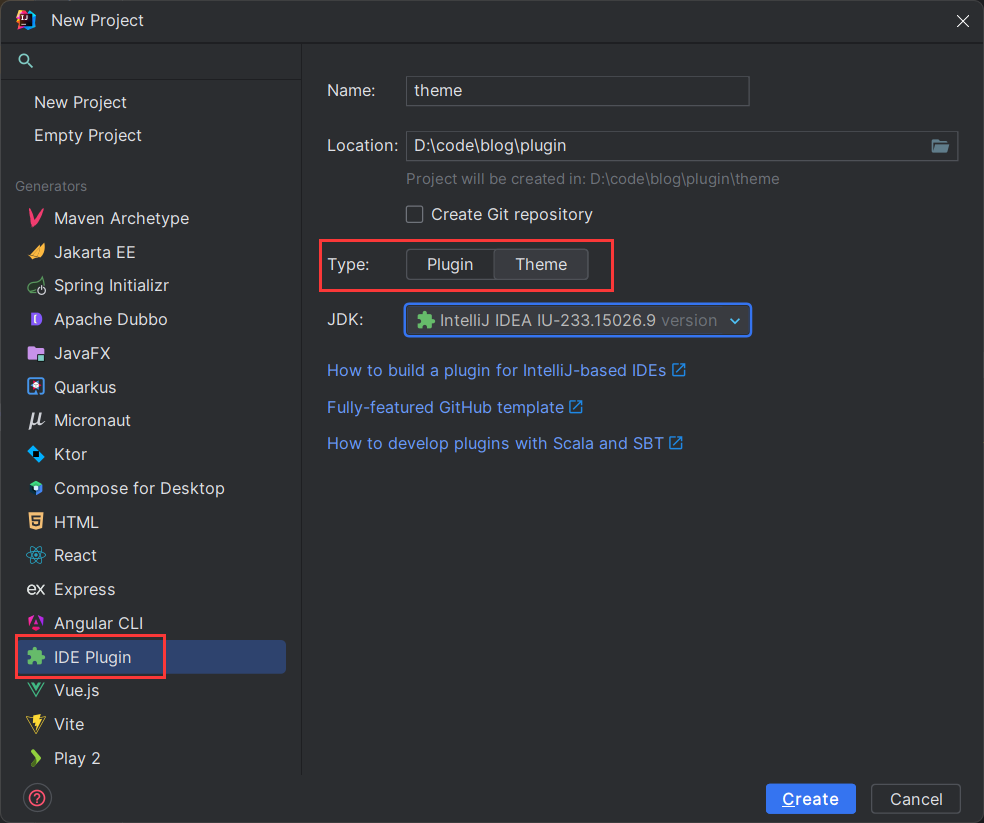 New Project
New Project
Empty Project
Generators
Maven Archetype
Jakarta EE
Spring Initializr
Apache Dubbo
JavaFX
Quarkus
Micronaut
Ktor
Compose for Desktop
HTML
React
Express
Angular CLI
IDE Plugin
Vue.js
Vite
Play 2
Name: theme
Location: D:\code\blog\plugin
Project will be created in: D:\code\blog\plugin\theme
Create Git repository
Type: Plugin Theme
JDK: IntelliJ IDEA IU-233.15026.9 version
How to build a plugin for IntelliJ-based IDEs
Fully-featured GitHub template
How to develop plugins with Scala and SBT
? Create Cancel